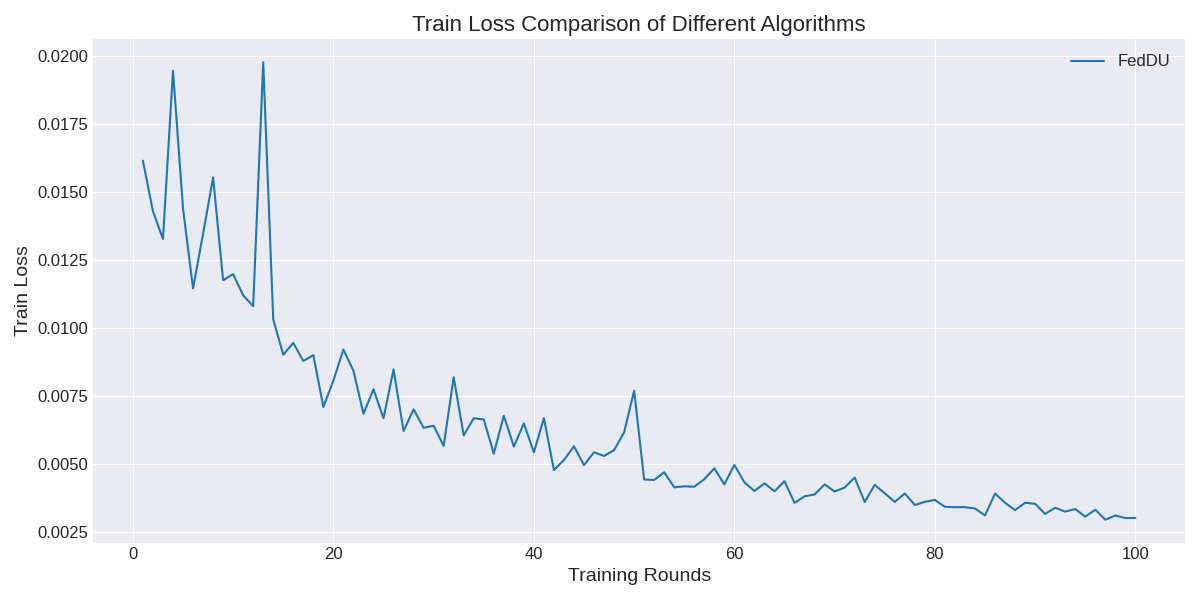 Train Loss Comparison of Different Algorithms
FedDU
Train Loss
0.0200
0.0175
0.0150
0.0125
0.0100
0.0075
0.0050
0.0025
0 20 40 60 80 100
Training Rounds